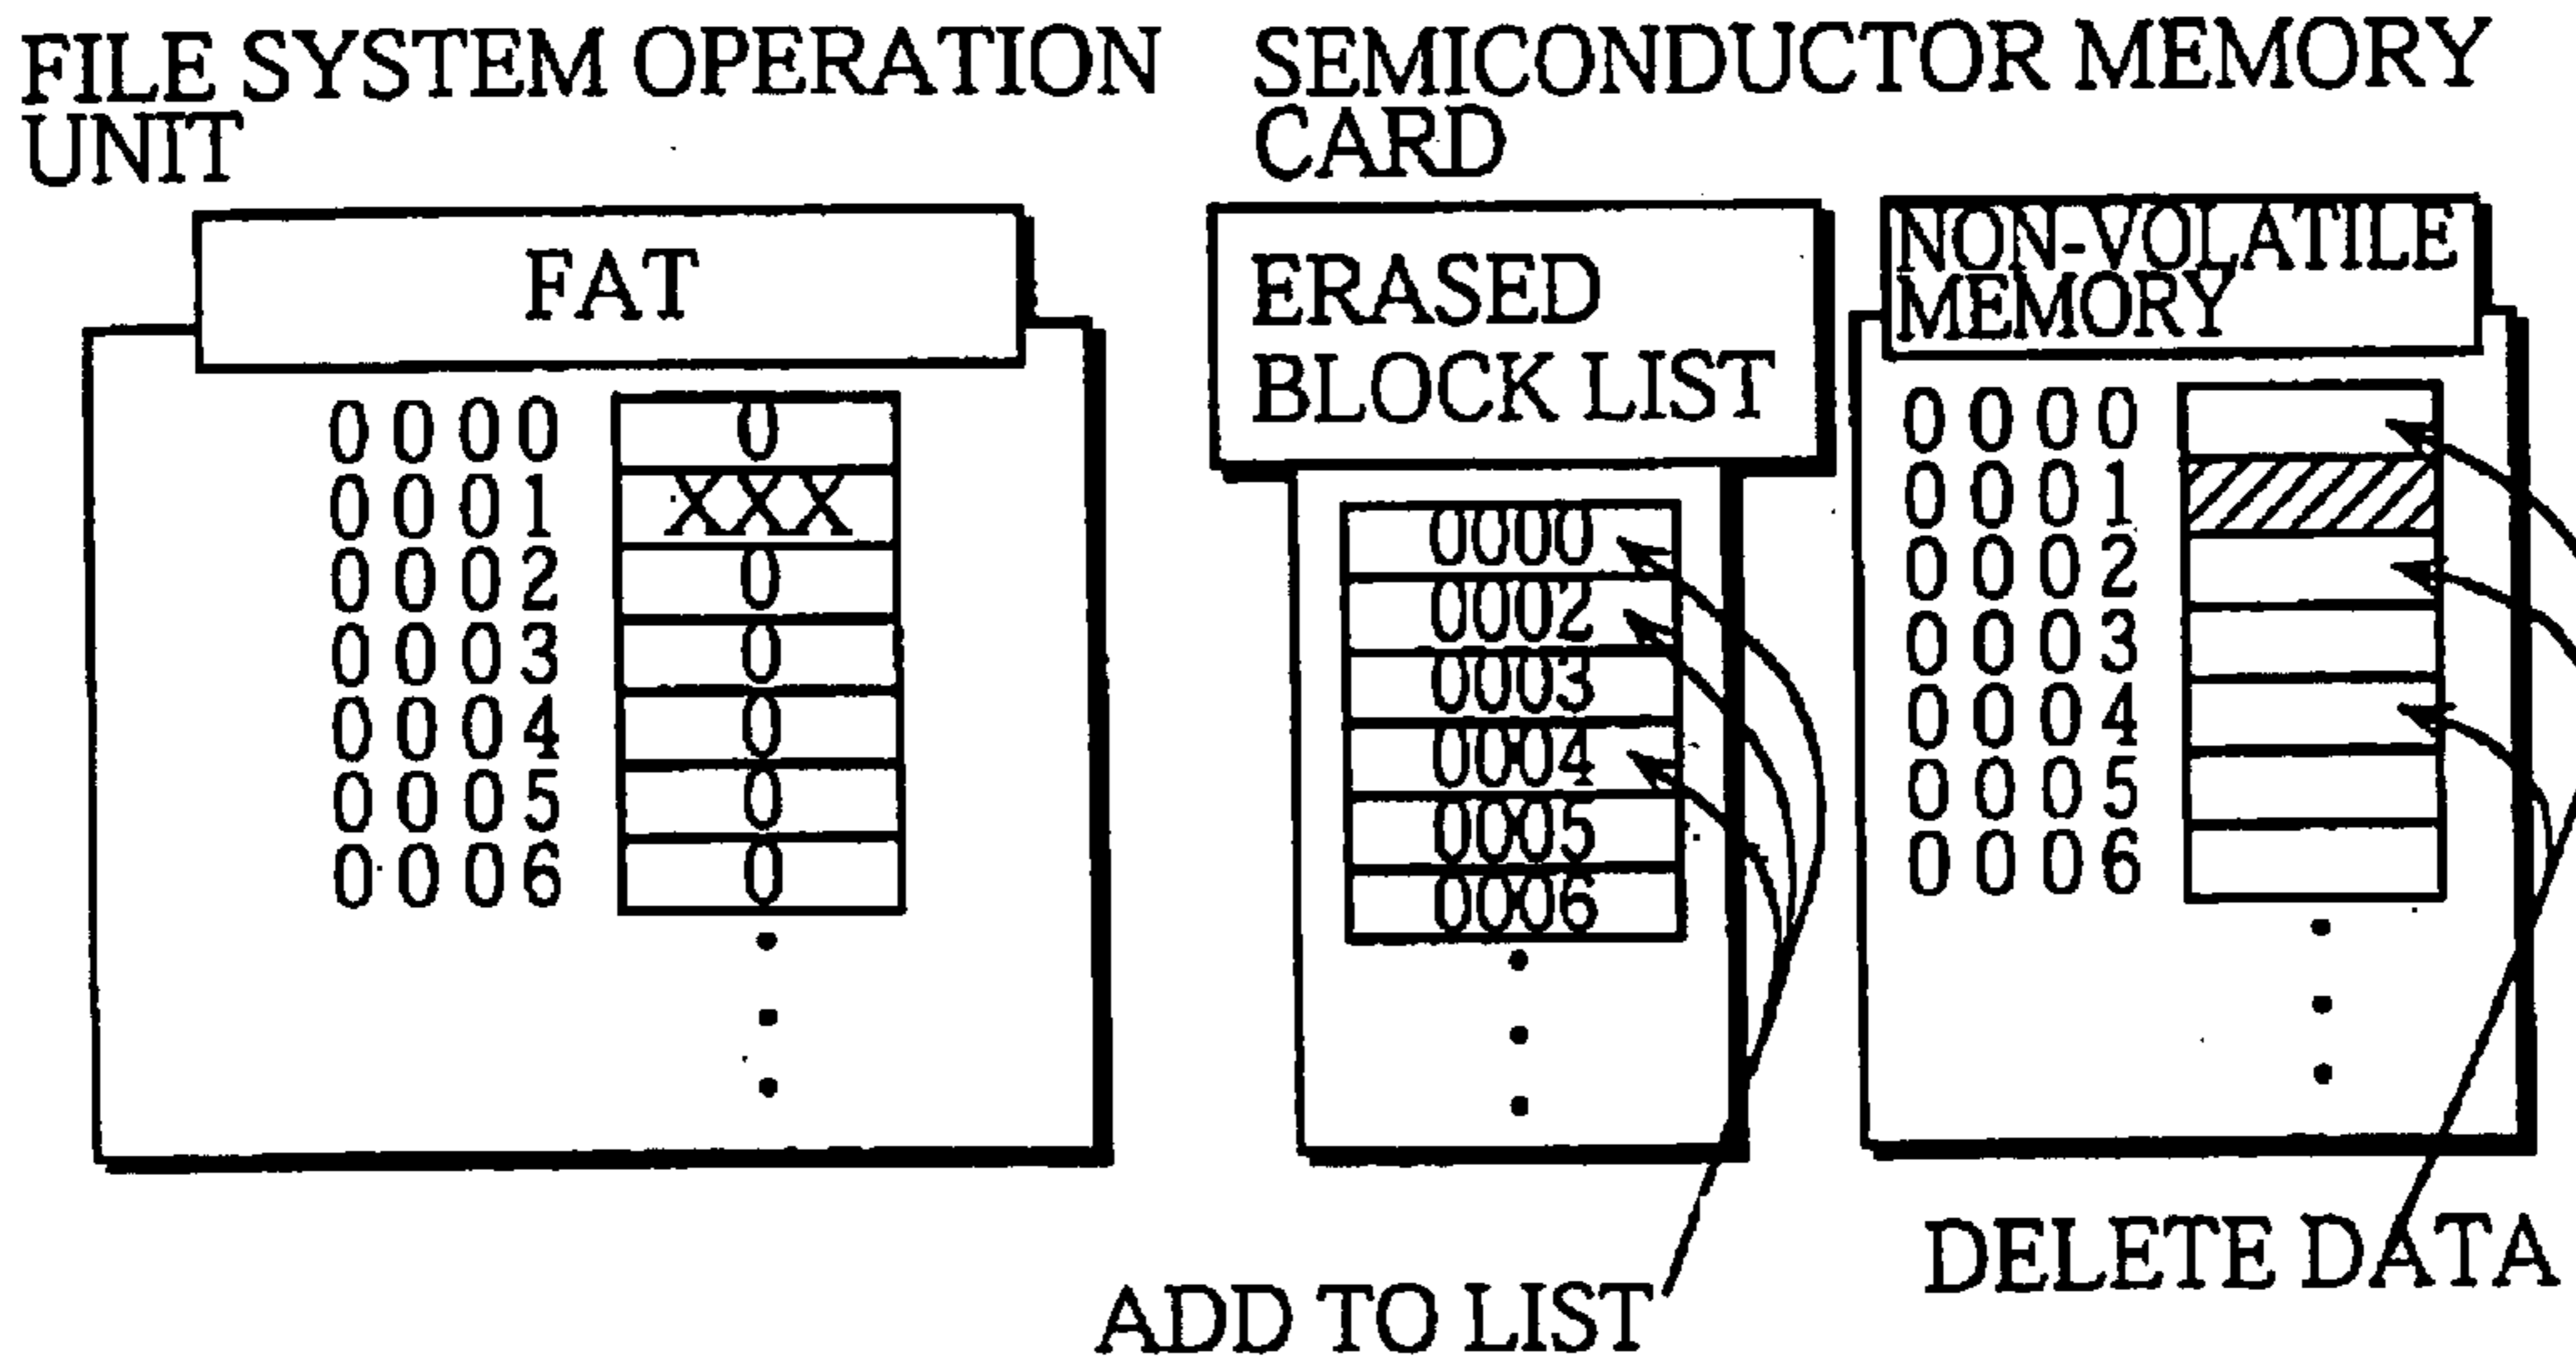 FILE SYSTEM OPERATION
UNIT
FAT
0000 0
0001 XXX
0002 0
0003 0
0004 0
0005 0
0006 0
SEMICONDUCTOR MEMORY
CARD
ERASED
BLOCK LIST
0000
0002
0003
0004
0005
0006
ADD TO LIST
NON-VOLATILE
MEMORY
0000
0001
0002
0003
0004
0005
0006
DELETE DATA